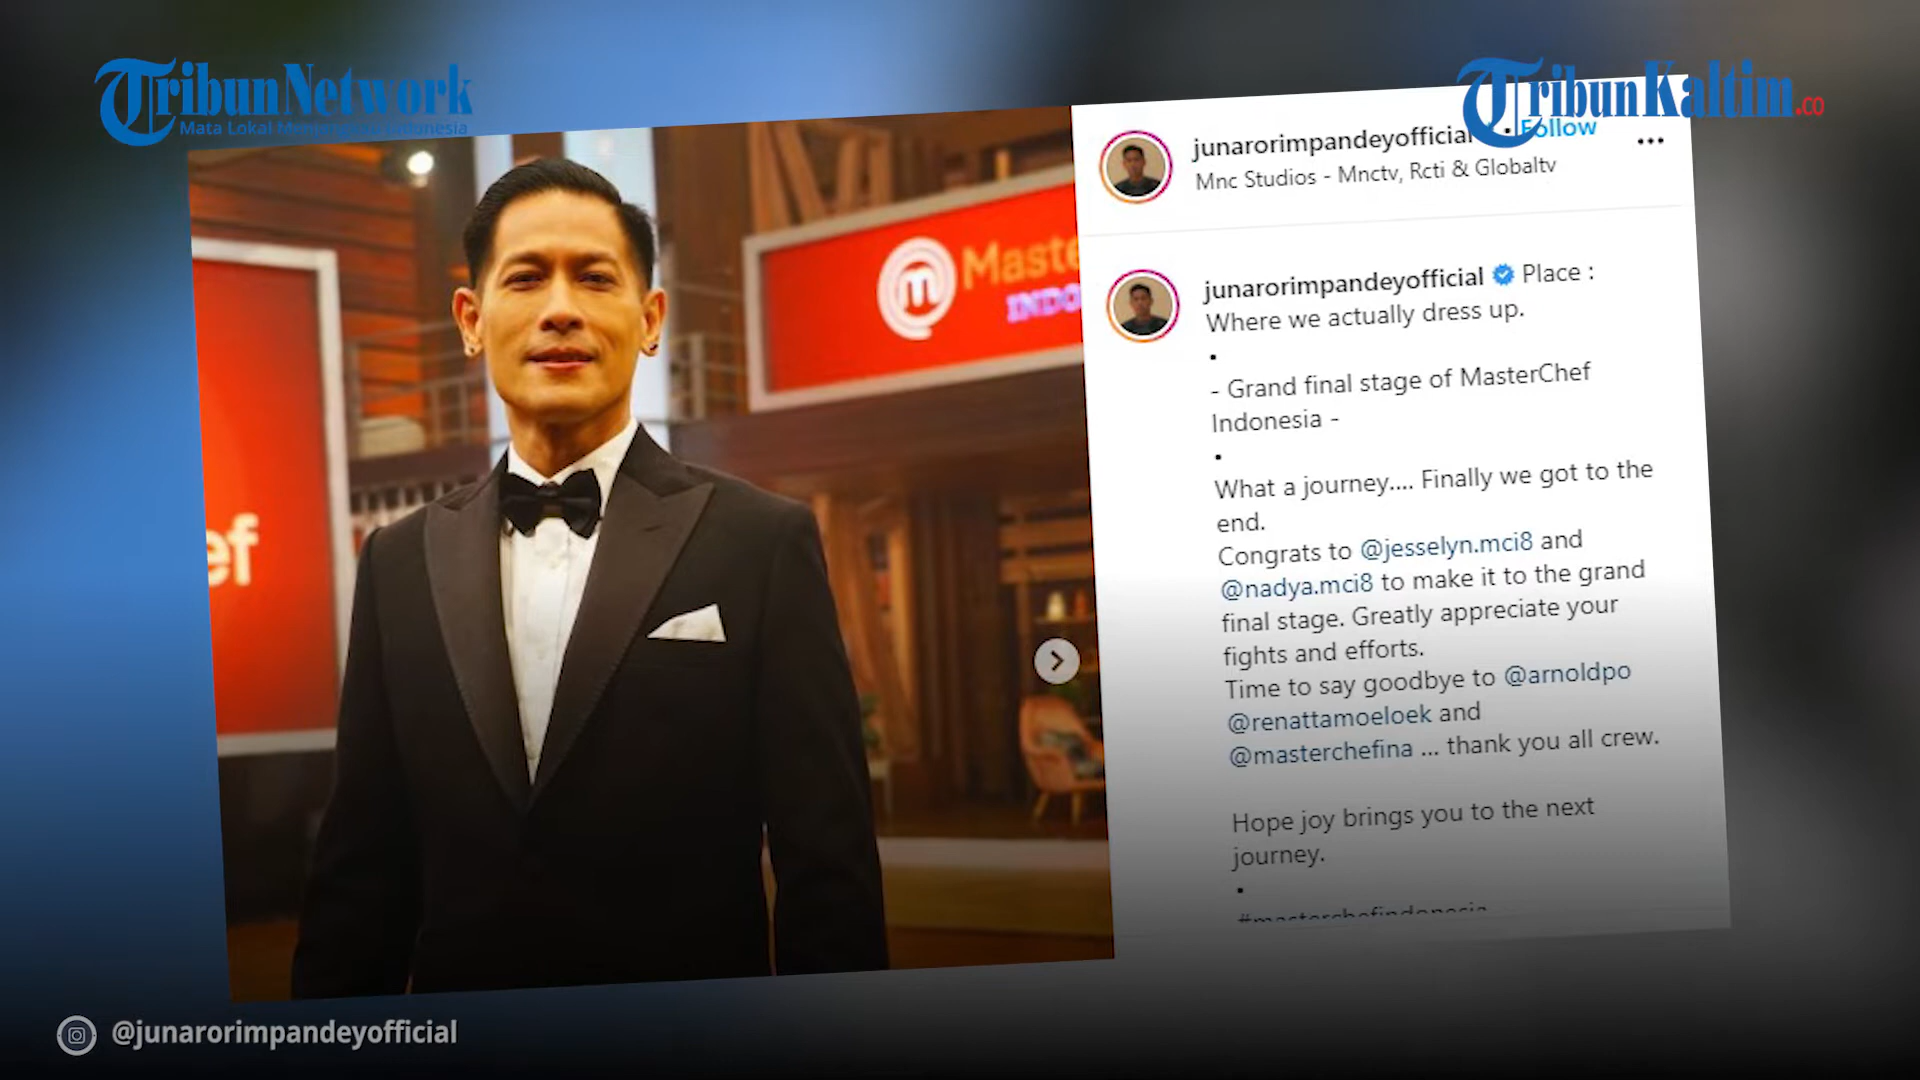 TribunNetwork
Mata Lokal Menjangkau Indonesia
TribunKaltim.co
MasterChef
INDO
ef
junarorimpandeyofficial
• Follow
Mnc Studios - Mnctv, Rcti & Globaltv
junarorimpandeyofficial Place :
Where we actually dress up.
•
- Grand final stage of MasterChef
Indonesia -
•
What a journey.... Finally we got to the
end.
Congrats to @jesselyn.mci8 and
@nadya.mci8 to make it to the grand
final stage. Greatly appreciate your
fights and efforts.
Time to say goodbye to @arnoldpo
@renattamoeloek and
@masterchefina ... thank you all crew.
Hope joy brings you to the next
journey.
•
#masterchefindonesia
@junarorimpandeyofficial